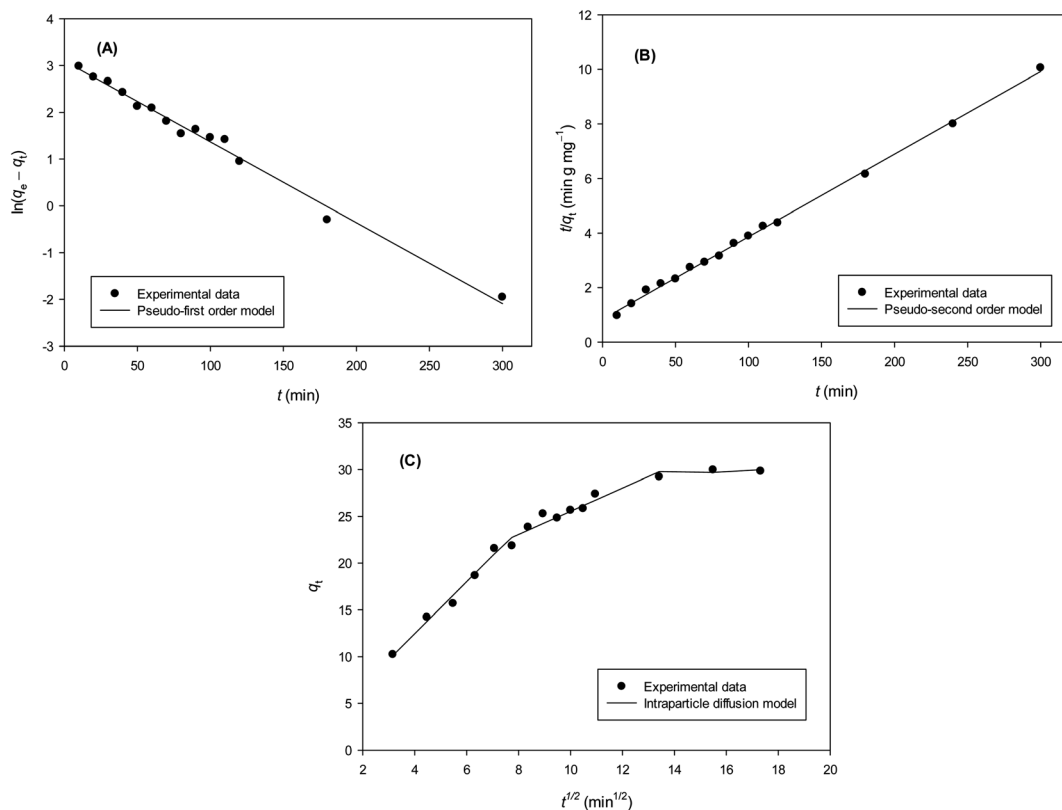 (A)
4
3
2
1
0
-1
-2
-3
ln(qe − qt)
Experimental data
Pseudo-first order model
0 50 100 150 200 250 300
t (min)
(B)
12
10
8
6
4
2
0
t/qt (min g mg−1)
Experimental data
Pseudo-second order model
0 50 100 150 200 250 300
t (min)
(C)
35
30
25
20
15
10
5
0
qt
Experimental data
Intraparticle diffusion model
2 4 6 8 10 12 14 16 18 20
t1/2 (min1/2)